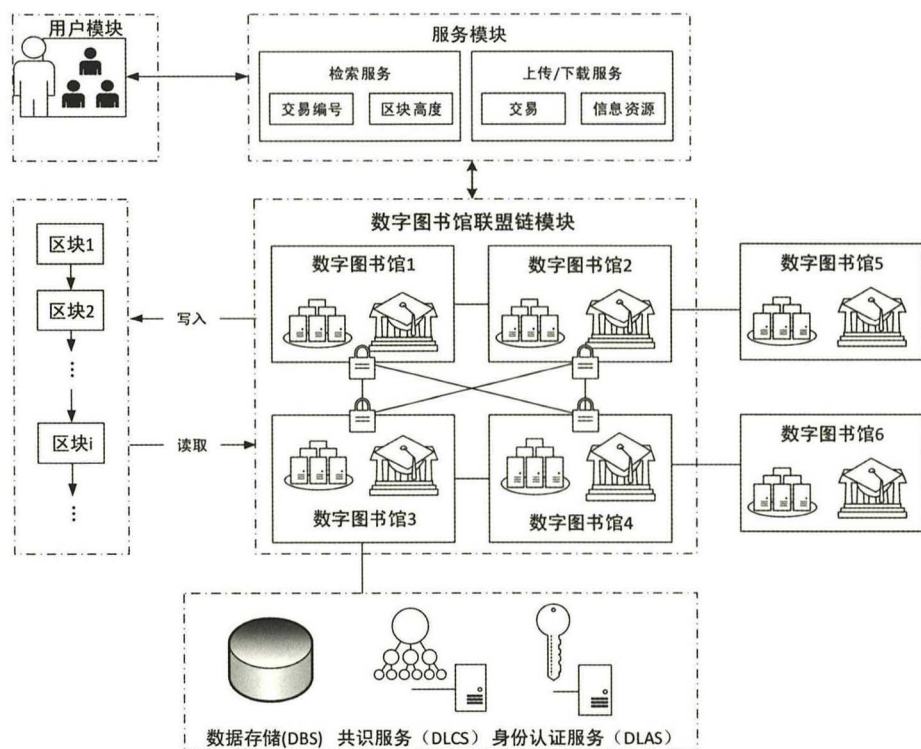 用户模块
服务模块
检索服务
上传/下载服务
交易编号
区块高度
交易
信息资源
数字图书馆联盟链模块
区块1
区块2
⋮
区块i
⋮
写入
读取
数字图书馆1
数字图书馆2
数字图书馆5
数字图书馆3
数字图书馆4
数字图书馆6
数据存储(DBS) 共识服务（DLCS） 身份认证服务（DLAS）